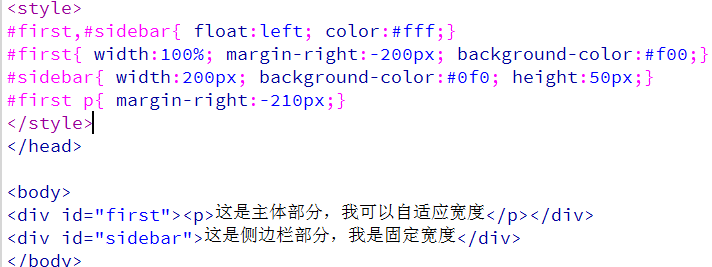 <style>
#first,#sidebar{ float:left; color:#fff;}
#first{ width:100%; margin-right:-200px; background-color:#f00;}
#sidebar{ width:200px; background-color:#0f0; height:50px;}
#first p{ margin-right:-210px;}
</style>
</head>
<body>
<div id="first"><p>这是主体部分，我可以自适应宽度</p></div>
<div id="sidebar">这是侧边栏部分，我是固定宽度</div>
</body>